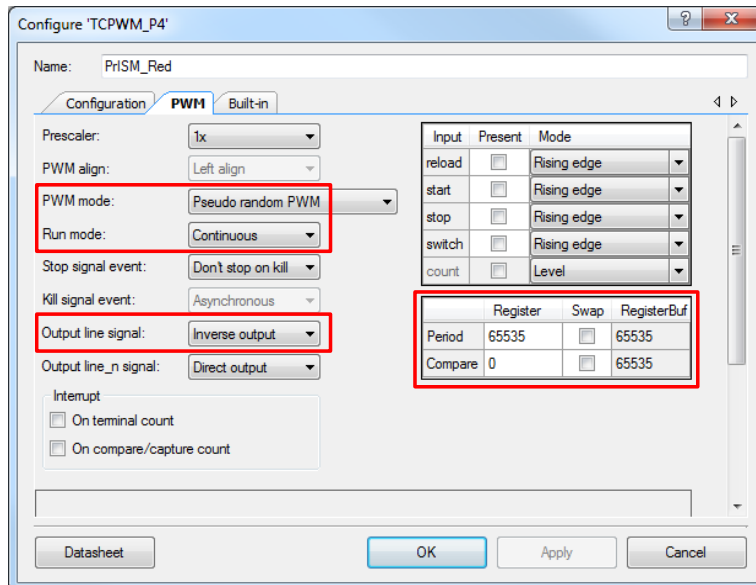 Configure 'TCPWM_P4'
?
X
Name: PrISM_Red
Configuration PWM Built-in
Prescaler: 1x
PWM align: Left align
PWM mode: Pseudo random PWM
Run mode: Continuous
Stop signal event: Don't stop on kill
Kill signal event: Asynchronous
Output line signal: Inverse output
Output line_n signal: Direct output
Interrupt
On terminal count
On compare/capture count
Input Present Mode
reload Rising edge
start Rising edge
stop Rising edge
switch Rising edge
count Level
Register Swap RegisterBuf
Period 65535 65535
Compare 0 65535
Datasheet OK Apply Cancel